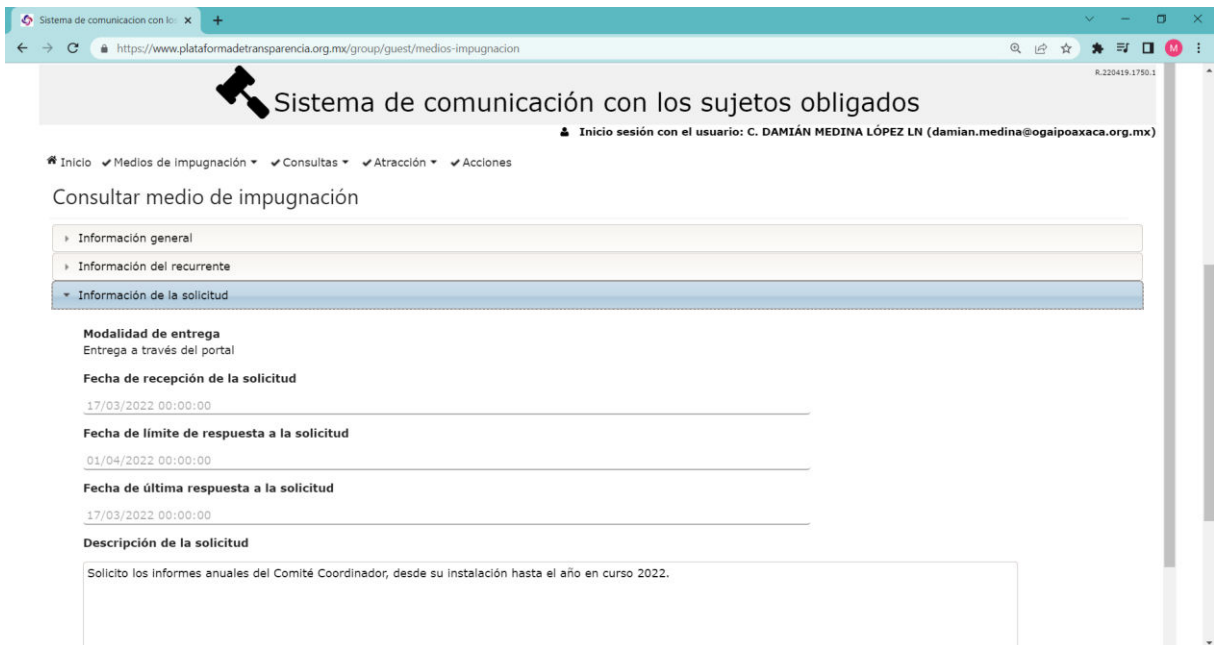 Sistema de comunicacion con los
https://www.plataformadetransparencia.org.mx/group/guest/medios-impugnacion
M
R.220419.1750.1
Sistema de comunicación con los sujetos obligados
Inicio sesión con el usuario: C. DAMIÁN MEDINA LÓPEZ LN (damian.medina@ogaipoaxaca.org.mx)
Inicio Medios de impugnación Consultas Atracción Acciones
Consultar medio de impugnación
Información general
Información del recurrente
Información de la solicitud
Modalidad de entrega
Entrega a través del portal
Fecha de recepción de la solicitud
17/03/2022 00:00:00
Fecha de límite de respuesta a la solicitud
01/04/2022 00:00:00
Fecha de última respuesta a la solicitud
17/03/2022 00:00:00
Descripción de la solicitud
Solicito los informes anuales del Comité Coordinador, desde su instalación hasta el año en curso 2022.